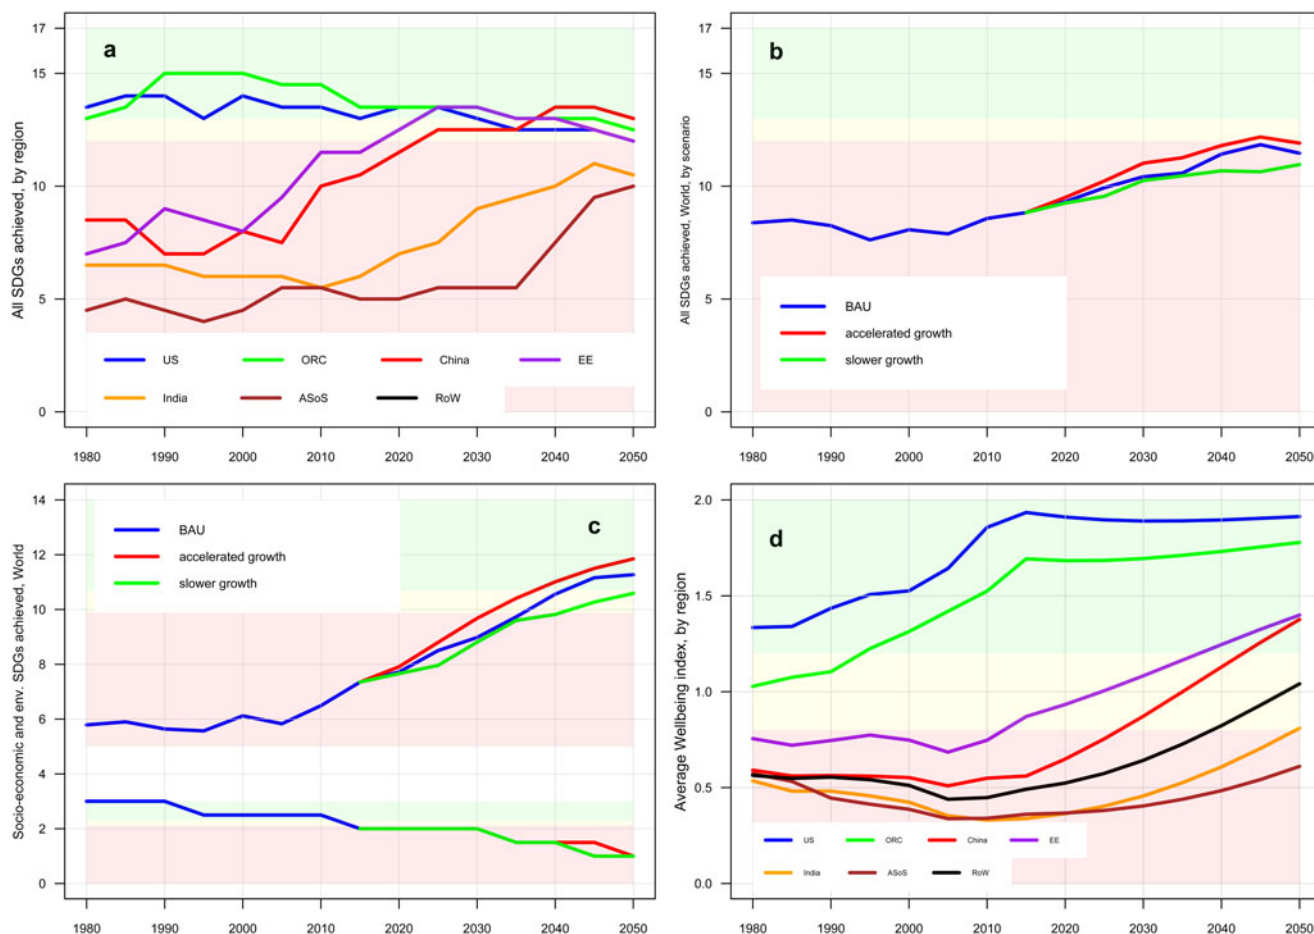 a
All SDGs achieved, by region
17
15
10
5
0
US ORC China EE
India ASoS RoW
1980 1990 2000 2010 2020 2030 2040 2050
b
All SDGs achieved, World, by scenario
17
15
10
5
0
BAU
accelerated growth
slower growth
1980 1990 2000 2010 2020 2030 2040 2050
c
Socio-economic and env. SDGs achieved, World
14
12
10
8
6
4
2
0
BAU
accelerated growth
slower growth
1980 1990 2000 2010 2020 2030 2040 2050
d
Average Wellbeing index, by region
2.0
1.5
1.0
0.5
0.0
US ORC China EE
India ASoS RoW
1980 1990 2000 2010 2020 2030 2040 2050